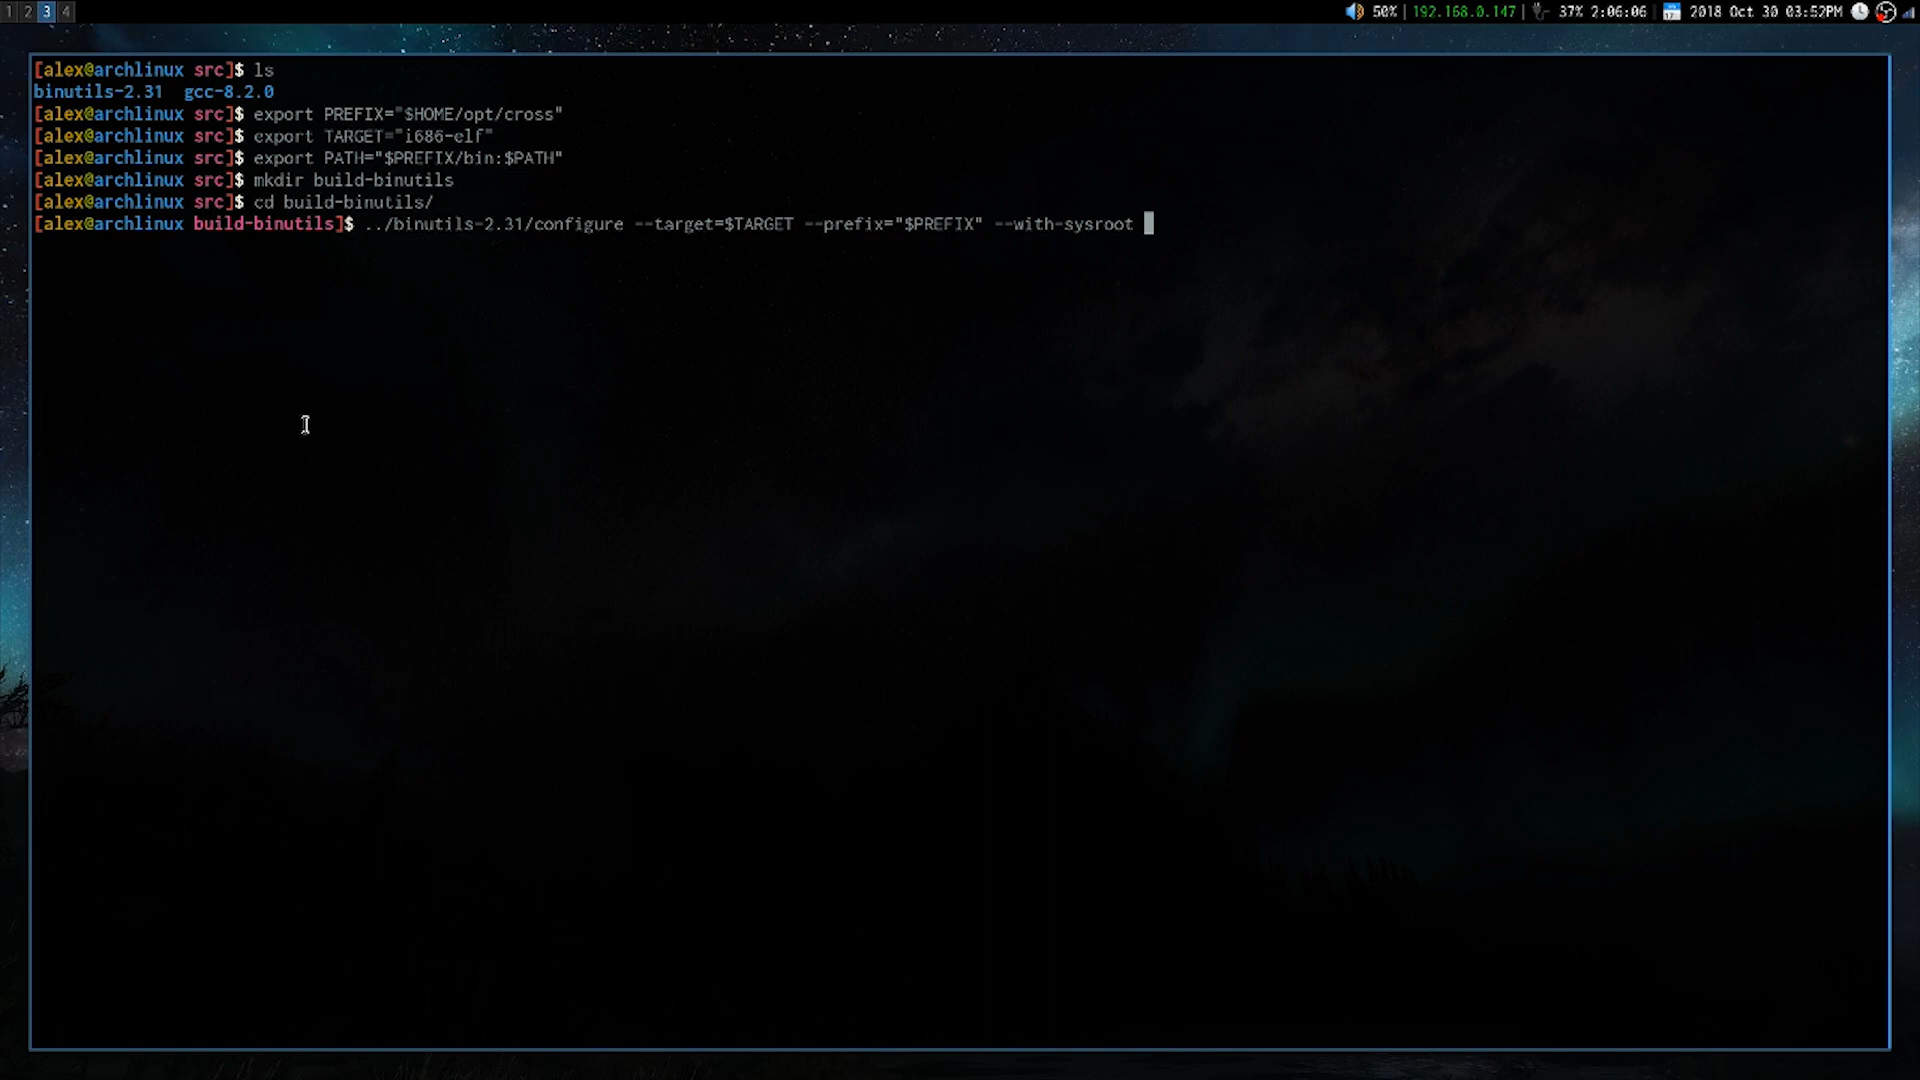 1 2 3 4
50% | 192.168.0.147 | 37% 2:06:06 | 2018 Oct 30 03:52PM
[alex@archlinux src]$ ls
binutils-2.31 gcc-8.2.0
[alex@archlinux src]$ export PREFIX="$HOME/opt/cross"
[alex@archlinux src]$ export TARGET="i686-elf"
[alex@archlinux src]$ export PATH="$PREFIX/bin:$PATH"
[alex@archlinux src]$ mkdir build-binutils
[alex@archlinux src]$ cd build-binutils/
[alex@archlinux build-binutils]$ ../binutils-2.31/configure --target=$TARGET --prefix="$PREFIX" --with-sysroot